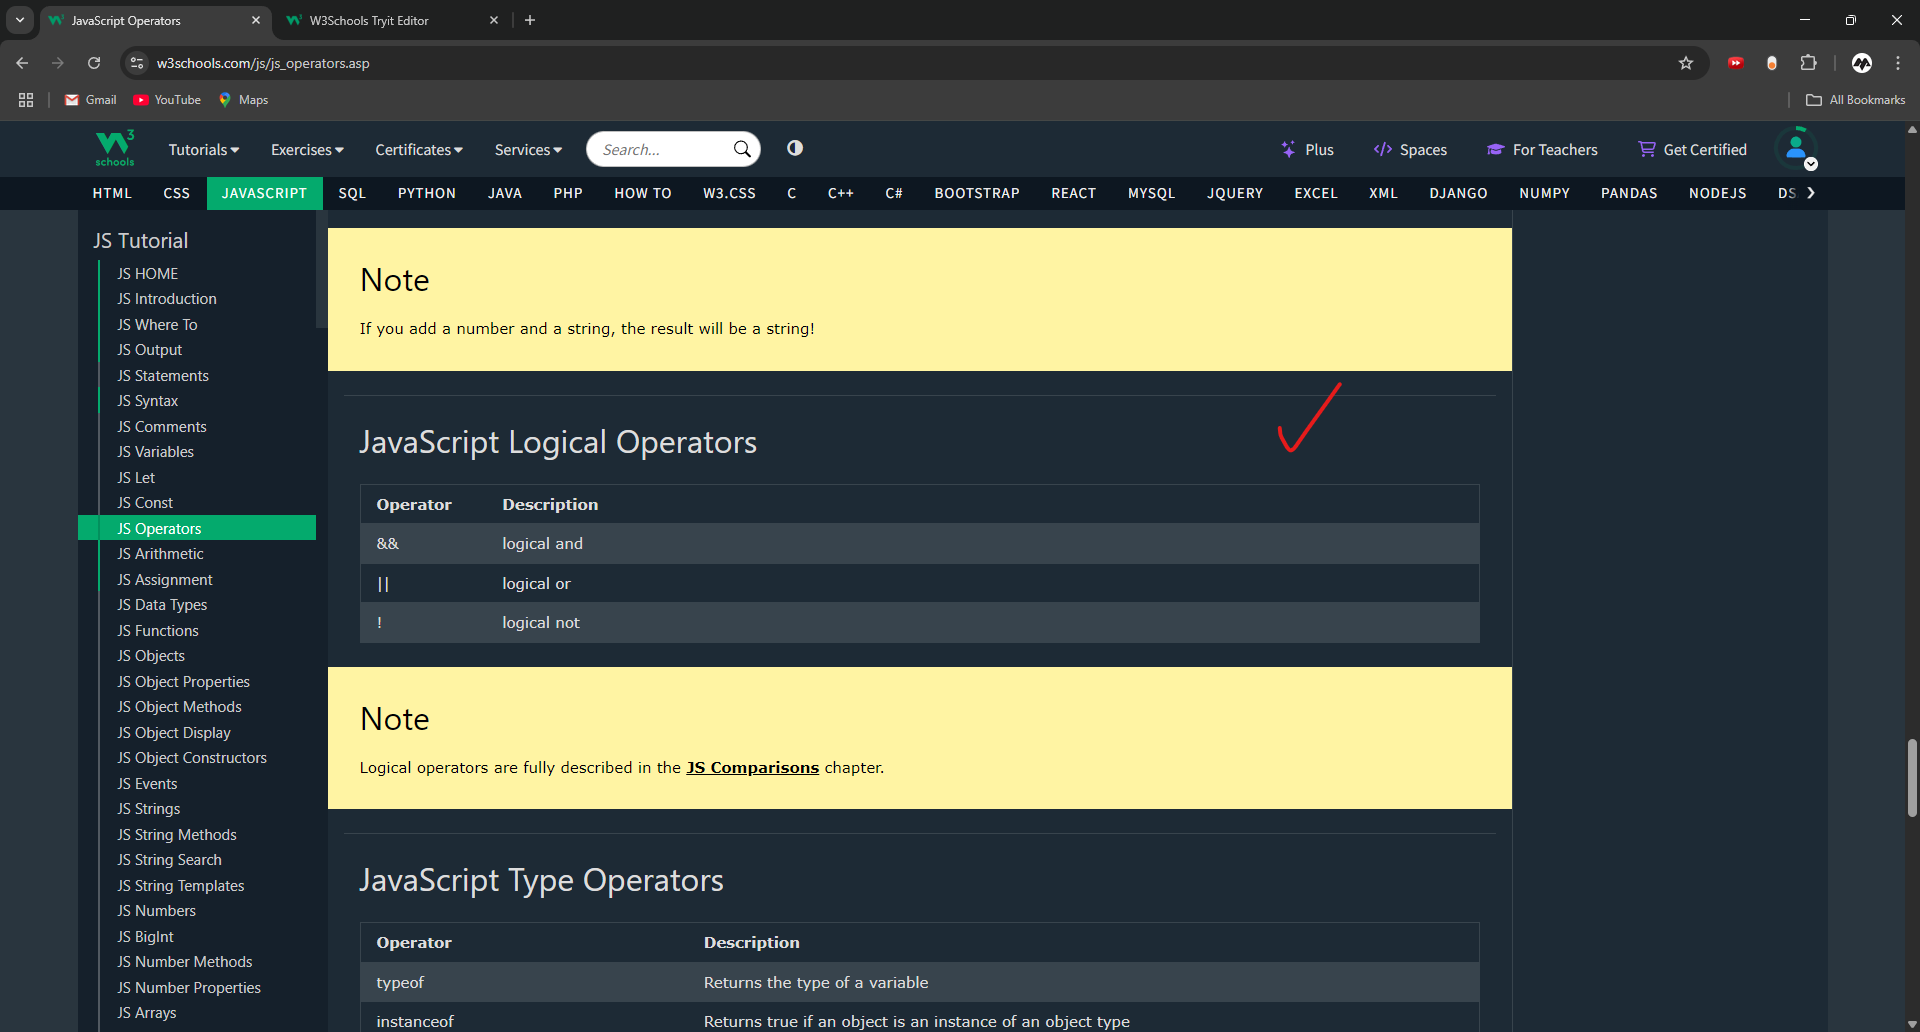 JavaScript Operators
W3Schools Tryit Editor
w3schools.com/js/js_operators.asp
Gmail
YouTube
Maps
All Bookmarks
W3 schools
Tutorials
Exercises
Certificates
Services
Search...
Plus
Spaces
For Teachers
Get Certified
HTML
CSS
JAVASCRIPT
SQL
PYTHON
JAVA
PHP
HOW TO
W3.CSS
C
C++
C#
BOOTSTRAP
REACT
MYSQL
JQUERY
EXCEL
XML
DJANGO
NUMPY
PANDAS
NODEJS
DS
JS Tutorial
JS HOME
JS Introduction
JS Where To
JS Output
JS Statements
JS Syntax
JS Comments
JS Variables
JS Let
JS Const
JS Operators
JS Arithmetic
JS Assignment
JS Data Types
JS Functions
JS Objects
JS Object Properties
JS Object Methods
JS Object Display
JS Object Constructors
JS Events
JS Strings
JS String Methods
JS String Search
JS String Templates
JS Numbers
JS BigInt
JS Number Methods
JS Number Properties
JS Arrays
Note
If you add a number and a string, the result will be a string!
JavaScript Logical Operators
Operator Description
&& logical and
|| logical or
! logical not
Note
Logical operators are fully described in the JS Comparisons chapter.
JavaScript Type Operators
Operator Description
typeof Returns the type of a variable
instanceof Returns true if an object is an instance of an object type